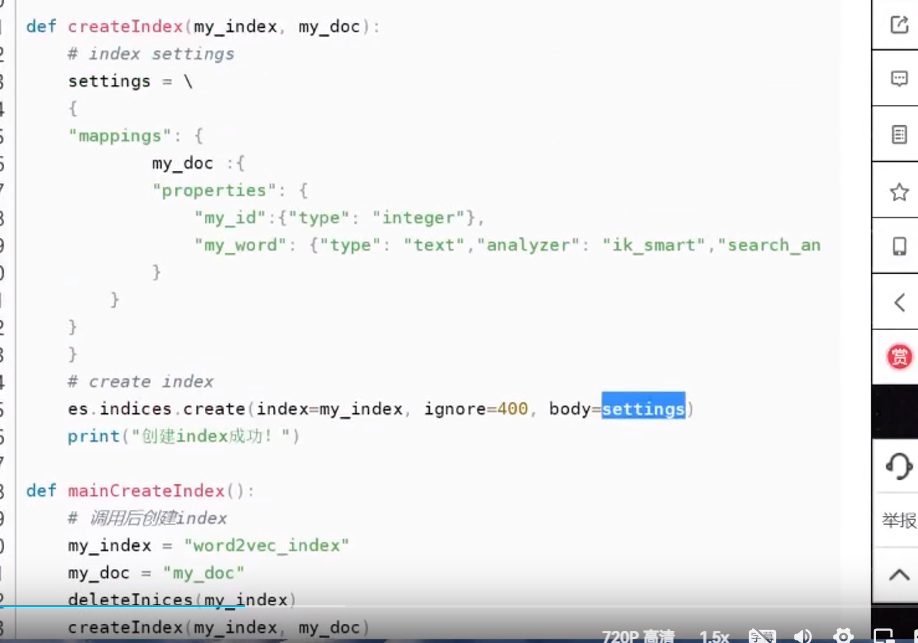 def createIndex(my_index, my_doc):
# index settings
settings = \
{
"mappings": {
my_doc :{
"properties": {
"my_id":{"type": "integer"},
"my_word": {"type": "text","analyzer": "ik_smart","search_an
}
}
}
}
# create index
es.indices.create(index=my_index, ignore=400, body=settings)
print("创建index成功! ")
def mainCreateIndex():
# 调用后创建index
my_index = "word2vec_index"
my_doc = "my_doc"
deleteInices(my_index)
createIndex(my_index, my_doc)
赏
举报
720P 高清 1.5x